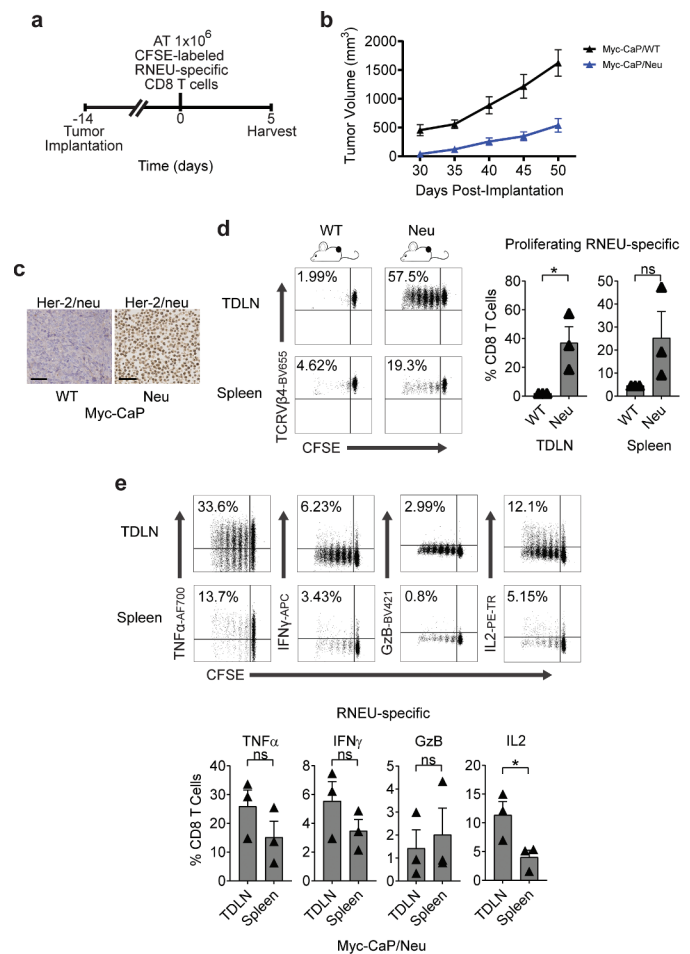 a
AT 1x10⁶
CFSE-labeled
RNEU-specific
CD8 T cells
-14
0
5
Tumor
Implantation
Harvest
Time (days)
b
Tumor Volume (mm³)
2000
1500
1000
500
0
30 35 40 45 50
Days Post-Implantation
Myc-CaP/WT
Myc-CaP/Neu
c
Her-2/neu Her-2/neu
WT Neu
Myc-CaP
d
WT Neu
TDLN
1.99% 57.5%
Spleen
4.62% 19.3%
TCRVβ4-BV655
CFSE
Proliferating RNEU-specific
% CD8 T Cells
80
60
40
20
0
*
WT Neu
TDLN
50
40
30
20
10
0
ns
WT Neu
Spleen
e
TDLN
33.6% 6.23% 2.99% 12.1%
Spleen
13.7% 3.43% 0.8% 5.15%
TNFα-AF700
IFNγ-APC
GzB-BV421
IL2-PE-TR
CFSE
RNEU-specific
% CD8 T Cells
TNFα
ns
40
30
20
10
0
TDLN Spleen
IFNγ
ns
8
6
4
2
0
TDLN Spleen
GzB
ns
5
4
3
2
1
0
TDLN Spleen
IL2
*
20
15
10
5
0
TDLN Spleen
Myc-CaP/Neu